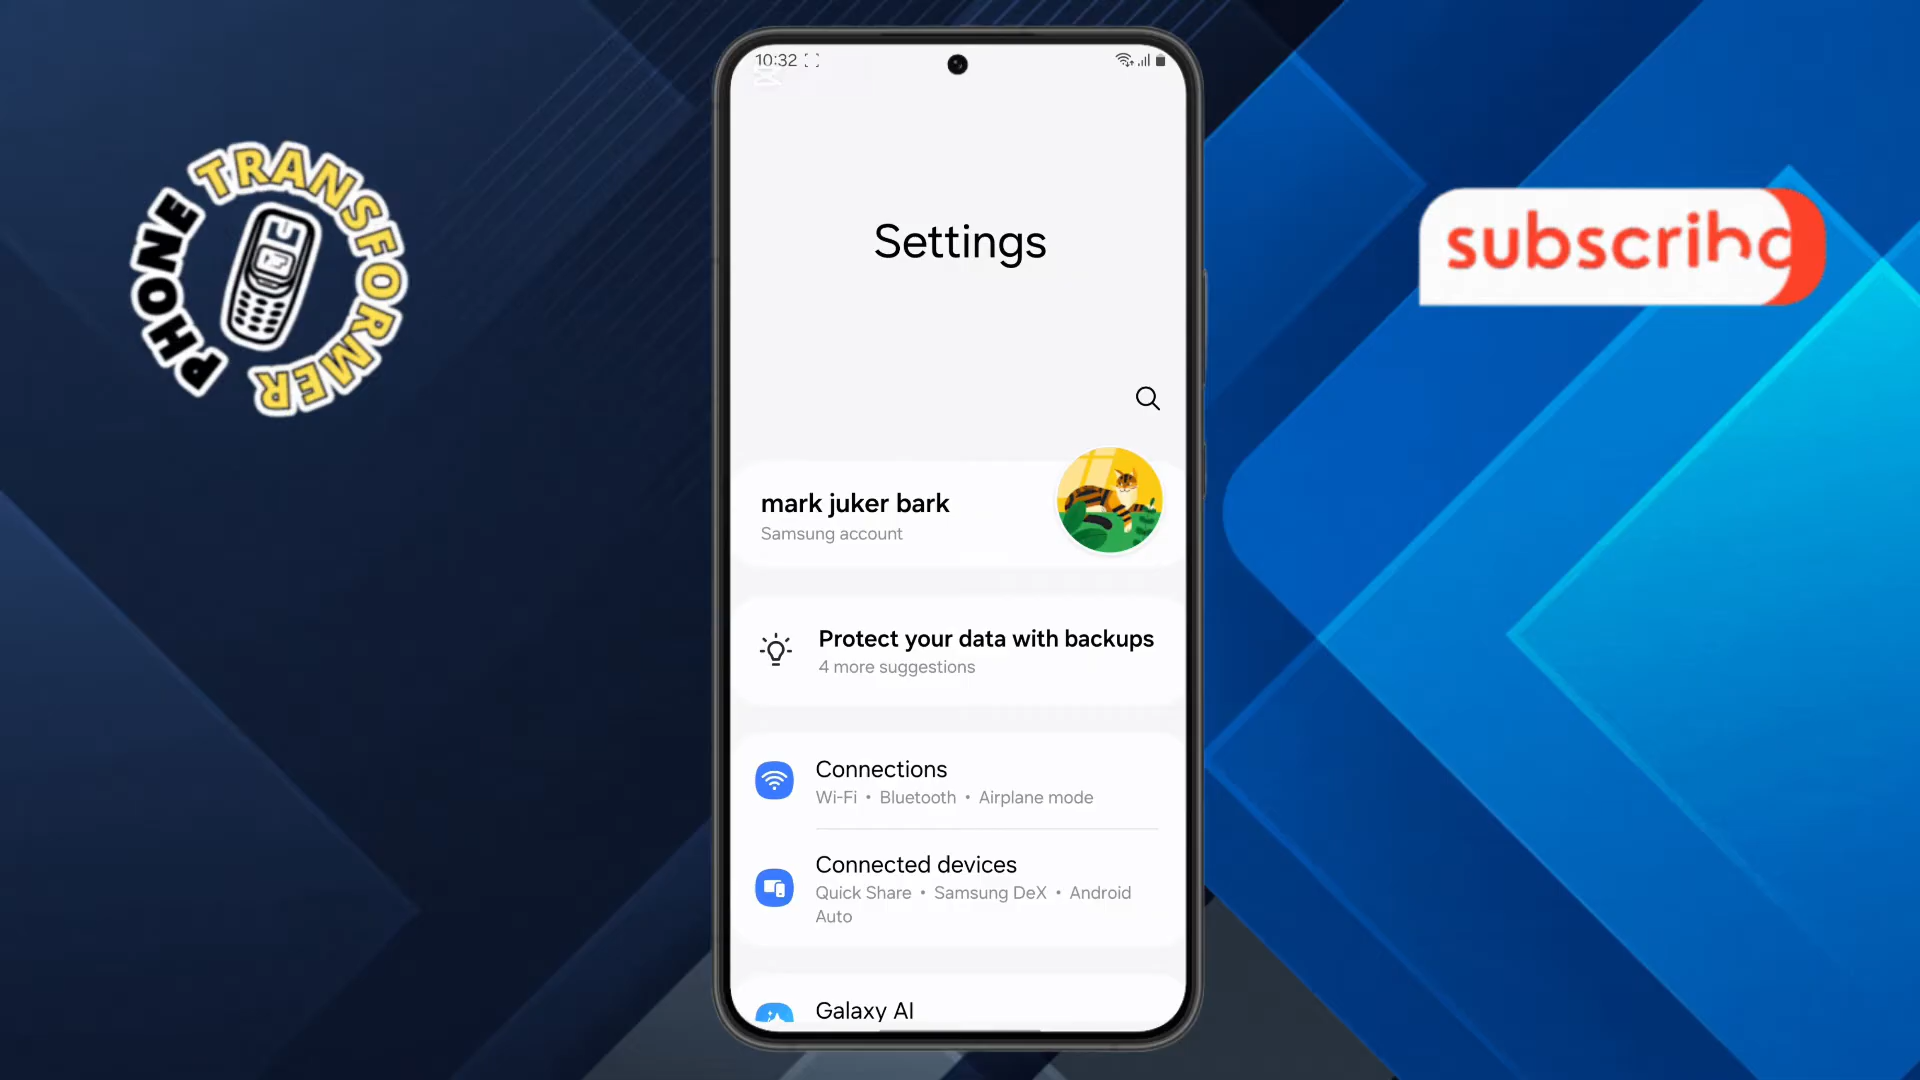 PHONE TRANSFORMER
10:32
Settings
mark juker bark
Samsung account
Protect your data with backups
4 more suggestions
Connections
Wi-Fi • Bluetooth • Airplane mode
Connected devices
Quick Share • Samsung DeX • Android
Auto
Galaxy AI